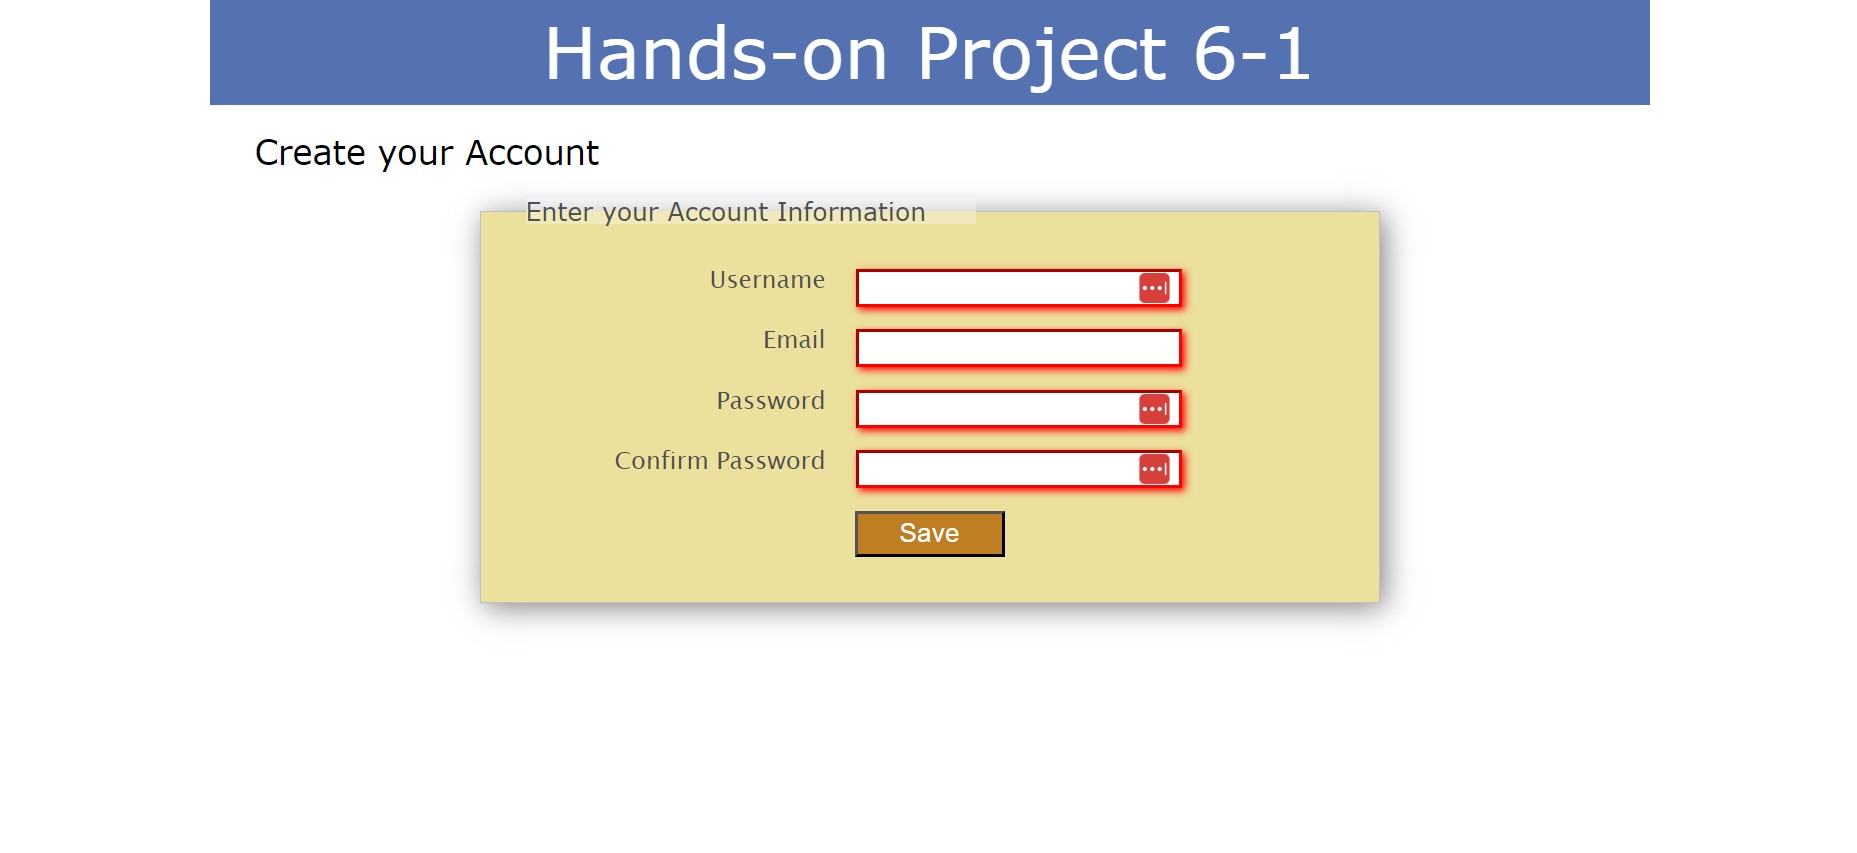 Hands-on Project 6-1
Create your Account
Enter your Account Information
Username
Email
Password
Confirm Password
Save